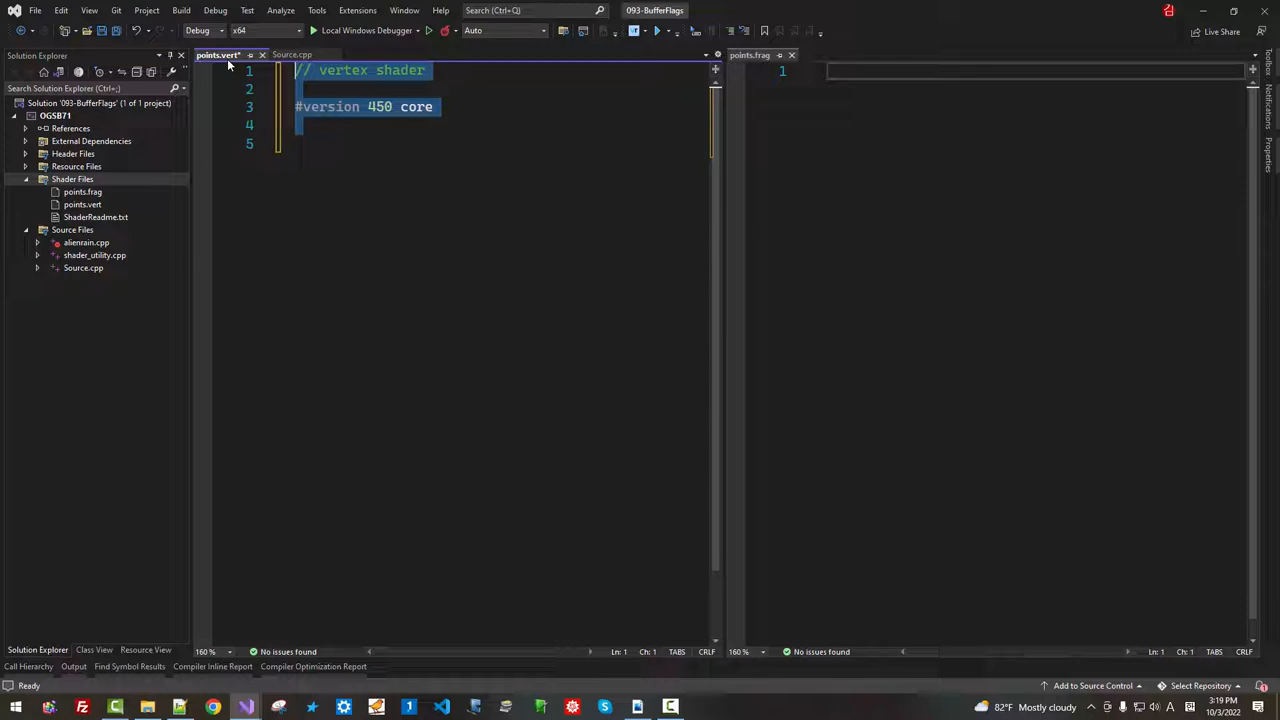 File Edit View Git Project Build Debug Test Analyze Tools Extensions Window Help Search (Ctrl+Q) 093-BufferFlags
Debug x64 Local Windows Debugger Auto Live Share
Solution Explorer
points.vert* Source.cpp
points.frag
Search Solution Explorer (Ctrl+;)
Solution '093-BufferFlags' (1 of 1 project)
OGSB71
References
External Dependencies
Header Files
Resource Files
Shader Files
points.frag
points.vert
ShaderReadme.txt
Source Files
alienrain.cpp
shader_utility.cpp
Source.cpp
1 // vertex shader
2
3 #version 450 core
4
5
1
Toolbox
Notifications
Properties
Solution Explorer Class View Resource View
160 % No issues found Ln: 1 Ch: 1 TABS CRLF
160 % No issues found Ln: 1 Ch: 1 TABS CRLF
Call Hierarchy Output Find Symbol Results Compiler Inline Report Compiler Optimization Report
Ready Add to Source Control Select Repository
82°F Mostly cloudy A 3:19 PM
10/3/2022